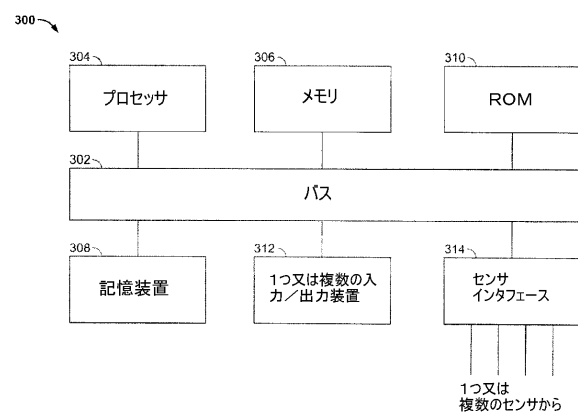 300
304
プロセッサ
306
メモリ
310
ROM
302
バス
308
記憶装置
312
1つ又は複数の入
力/出力装置
314
センサ
インタフェース
1つ又は
複数のセンサから